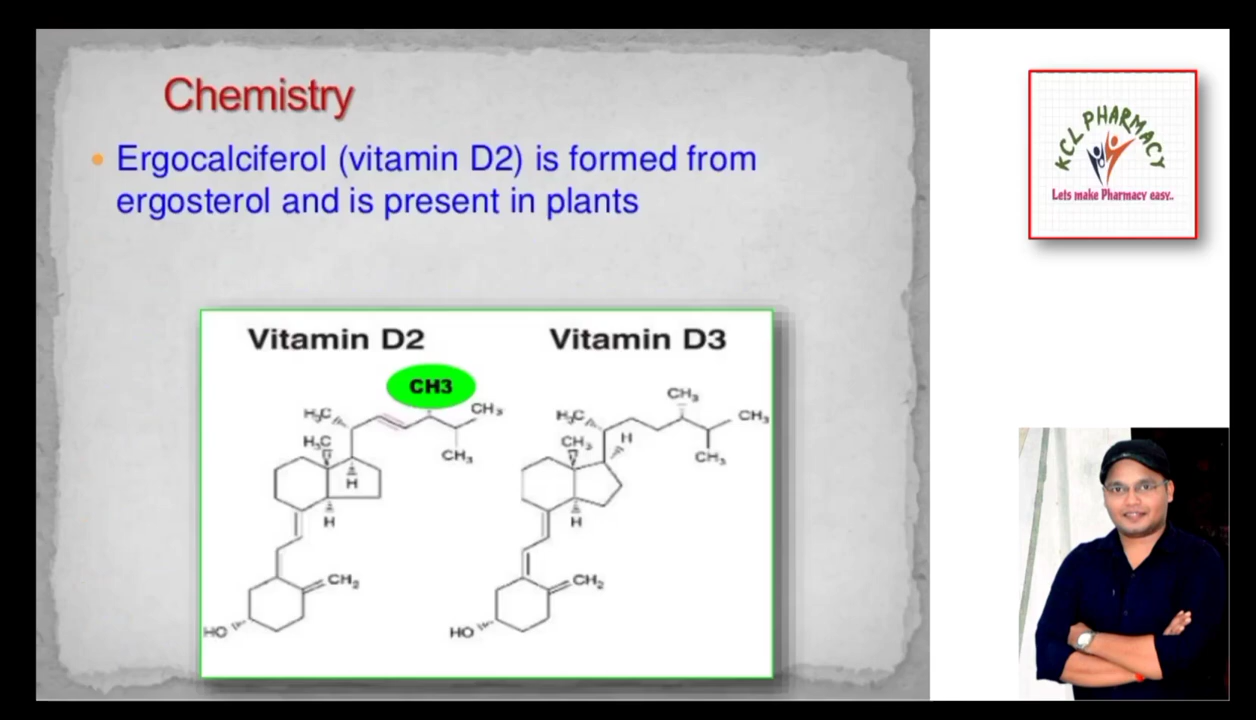 Chemistry
• Ergocalciferol (vitamin D2) is formed from
ergosterol and is present in plants
Vitamin D2
Vitamin D3
CH3
H₃C
CH₃
H₃C
CH₃
H
H
CH₂
HO
CH₃
H₃C
CH₃
CH₃
H
CH₃
H
CH₂
HO
KCL PHARMACY
Lets make Pharmacy easy..